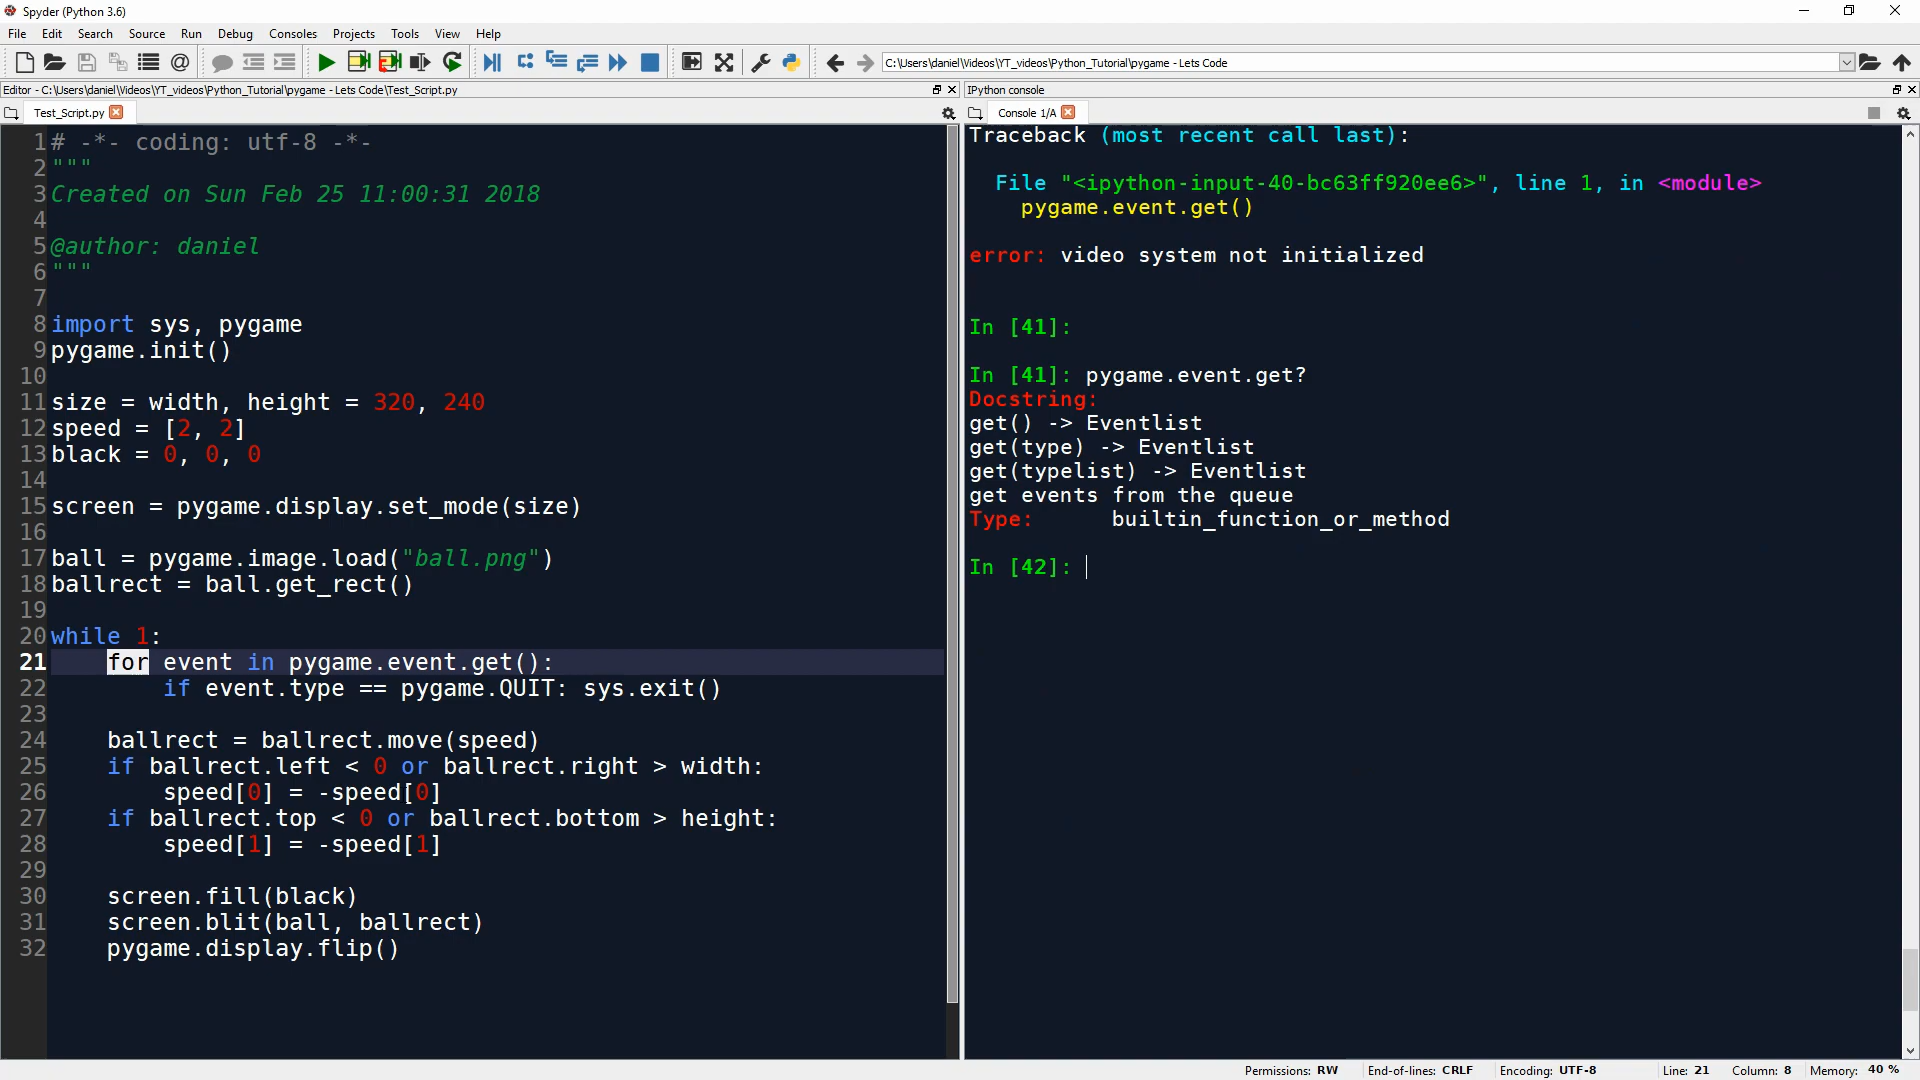 Spyder (Python 3.6)
File Edit Search Source Run Debug Consoles Projects Tools View Help
C:\Users\daniel\Videos\YT_videos\Python_Tutorial\pygame - Lets Code
Editor - C:\Users\daniel\Videos\YT_videos\Python_Tutorial\pygame - Lets Code\Test_Script.py
Test_Script.py
1 # -*- coding: utf-8 -*-
2 """
3 Created on Sun Feb 25 11:00:31 2018
4
5 @author: daniel
6 """
7
8 import sys, pygame
9 pygame.init()
10
11 size = width, height = 320, 240
12 speed = [2, 2]
13 black = 0, 0, 0
14
15 screen = pygame.display.set_mode(size)
16
17 ball = pygame.image.load("ball.png")
18 ballrect = ball.get_rect()
19
20 while 1:
21     for event in pygame.event.get():
22         if event.type == pygame.QUIT: sys.exit()
23
24     ballrect = ballrect.move(speed)
25     if ballrect.left < 0 or ballrect.right > width:
26         speed[0] = -speed[0]
27     if ballrect.top < 0 or ballrect.bottom > height:
28         speed[1] = -speed[1]
29
30     screen.fill(black)
31     screen.blit(ball, ballrect)
32     pygame.display.flip()
IPython console
Console 1/A
Traceback (most recent call last):
File "<ipython-input-40-bc63ff920ee6>", line 1, in <module>
pygame.event.get()
error: video system not initialized
In [41]:
In [41]: pygame.event.get?
Docstring:
get() -> Eventlist
get(type) -> Eventlist
get(typelist) -> Eventlist
get events from the queue
Type:      builtin_function_or_method
In [42]:
Permissions: RW End-of-lines: CRLF Encoding: UTF-8 Line: 21 Column: 8 Memory: 40 %